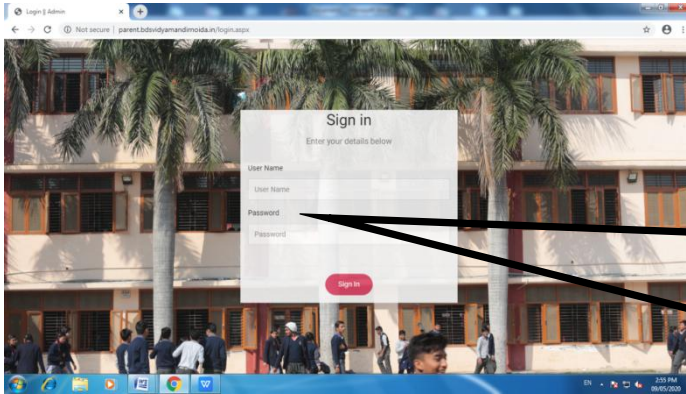 Login || Admin
Not secure | parent.bdsvidyamandirnoida.in/login.aspx
Sign in
Enter your details below
User Name
User Name
Password
Password
Sign In
EN
2:55 PM
09/05/2020